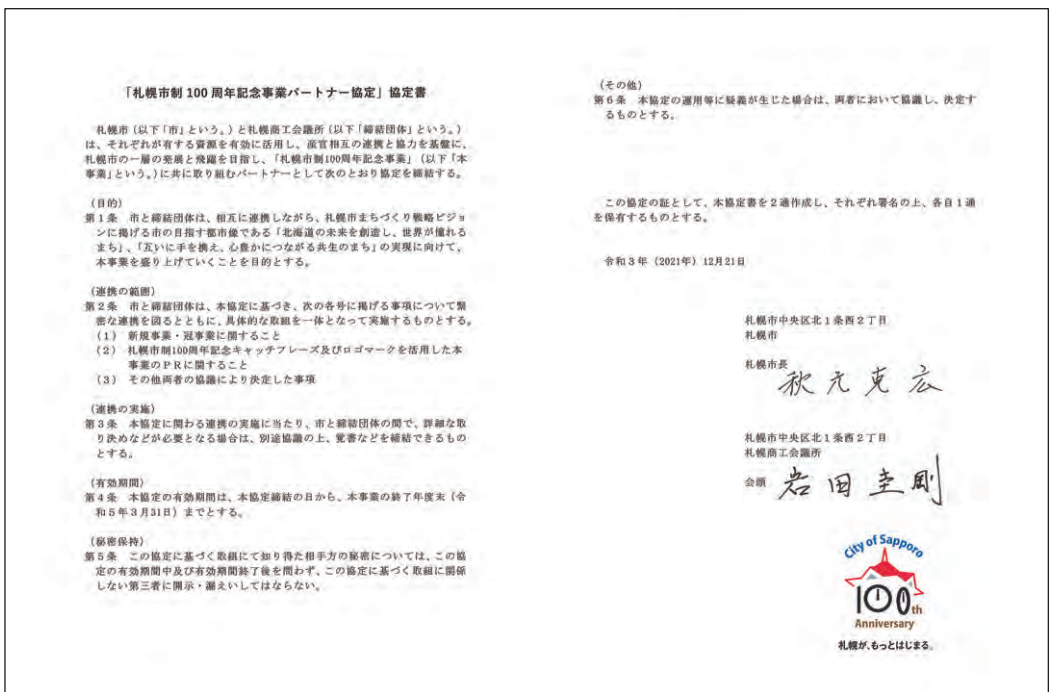 「札幌市制 100 周年記念事業パートナー協定」協定書
札幌市（以下「市」という。）と札幌商工会議所（以下「締結団体」という。）
は、それぞれが有する資源を有効に活用し、産官相互の連携と協力を基盤に、
札幌市の一層の発展と飛躍を目指し、「札幌市制100周年記念事業」（以下「本
事業」という。）に共に取り組むパートナーとして次のとおり協定を締結する。
（目的）
第１条　市と締結団体は、相互に連携しながら、札幌市まちづくり戦略ビジョ
ンに掲げる市の目指す都市像である「北海道の未来を創造し、世界が憧れる
まち」、「互いに手を携え、心豊かにつながる共生のまち」の実現に向けて、
本事業を盛り上げていくことを目的とする。
（連携の範囲）
第２条　市と締結団体は、本協定に基づき、次の各号に掲げる事項について緊
密な連携を図るとともに、具体的な取組を一体となって実施するものとする。
（１）　新規事業・冠事業に関すること
（２）　札幌市制100周年記念キャッチフレーズ及びロゴマークを活用した本
事業のＰＲに関すること
（３）　その他両者の協議により決定した事項
（連携の実施）
第３条　本協定に関わる連携の実施に当たり、市と締結団体の間で、詳細な取
り決めなどが必要となる場合は、別途協議の上、覚書などを締結できるもの
とする。
（有効期間）
第４条　本協定の有効期間は、本協定締結の日から、本事業の終了年度末（令
和５年３月31日）までとする。
（秘密保持）
第５条　この協定に基づく取組にて知り得た相手方の秘密については、この協
定の有効期間中及び有効期間終了後を問わず、この協定に基づく取組に関係
しない第三者に開示・漏えいしてはならない。
（その他）
第６条　本協定の運用等に疑義が生じた場合は、両者において協議し、決定す
るものとする。
この協定の証として、本協定書を２通作成し、それぞれ署名の上、各自１通
を保有するものとする。
令和３年（2021年）12月21日
札幌市中央区北１条西２丁目
札幌市
札幌市長
秋元克広
札幌市中央区北１条西２丁目
札幌商工会議所
会頭 岩田圭剛
City of Sapporo
100th
Anniversary
札幌が、もっとはじまる。